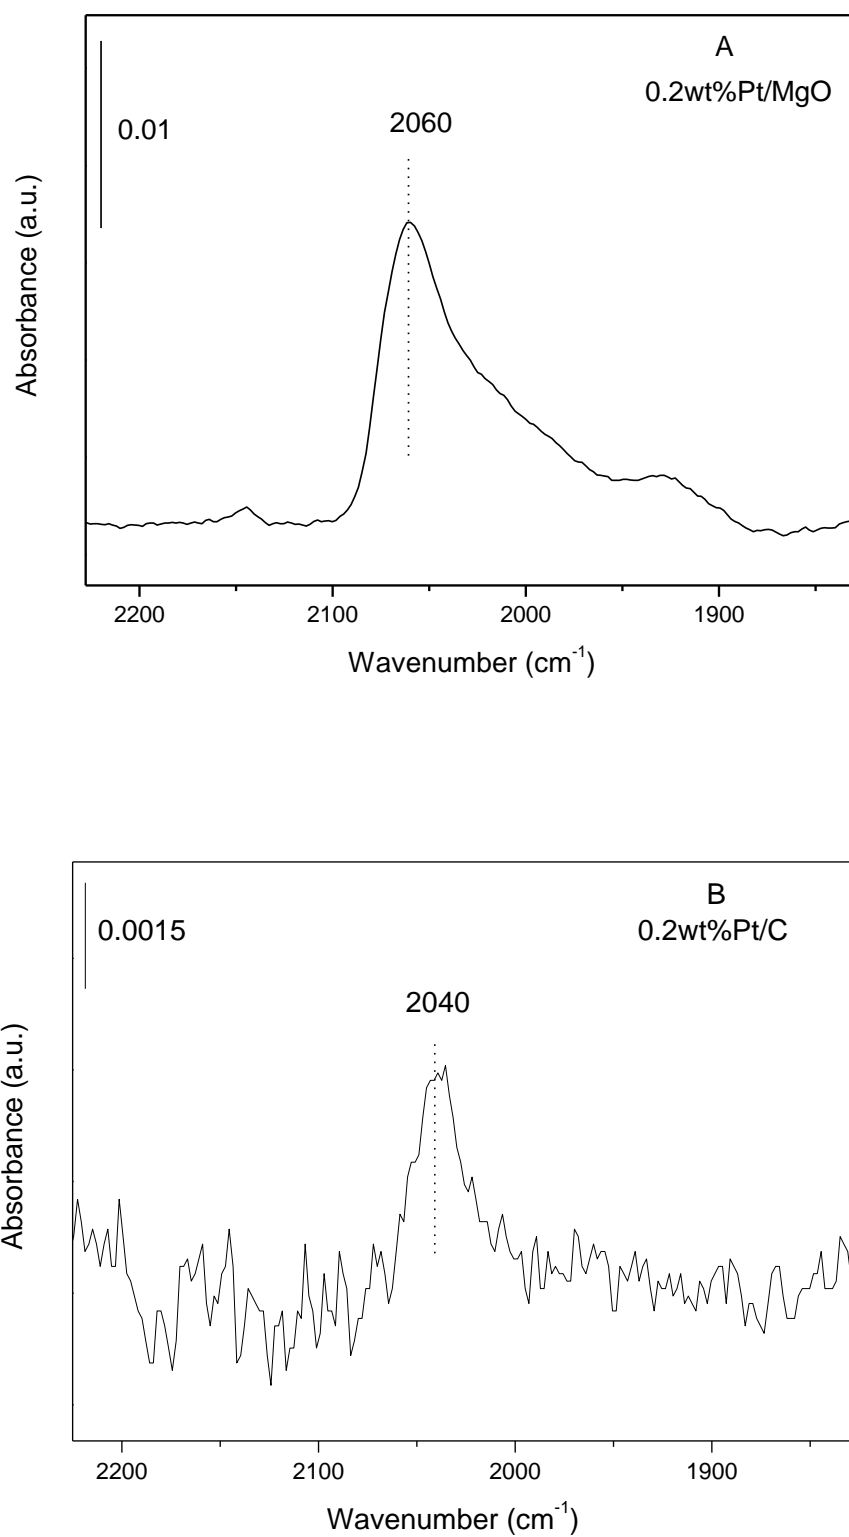 A
0.2wt%Pt/MgO
0.01
2060
Absorbance (a.u.)
2200 2100 2000 1900
Wavenumber (cm⁻¹)
B
0.0015
0.2wt%Pt/C
2040
Absorbance (a.u.)
2200 2100 2000 1900
Wavenumber (cm⁻¹)